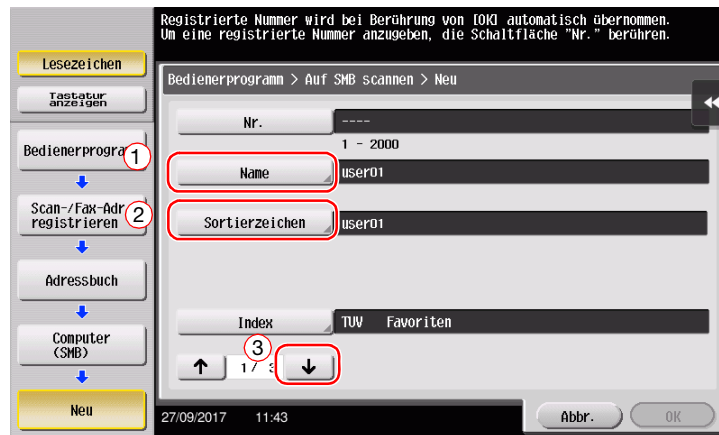 Registrierte Nummer wird bei Berührung von [OK] automatisch übernommen.
Um eine registrierte Nummer anzugeben, die Schaltfläche "Nr." berühren.
Lesezeichen
Tastatur
anzeigen
Bedienerprogramm > Auf SMB scannen > Neu
Nr.
----
1 - 2000
Bedienerprogra
1
Name
user01
Scan-/Fax-Adr
registrieren
2
Sortierzeichen
user01
Adressbuch
Index
TUV Favoriten
Computer
(SMB)
3
↑
1/ 3
↓
Neu
27/09/2017 11:43
Abbr.
OK